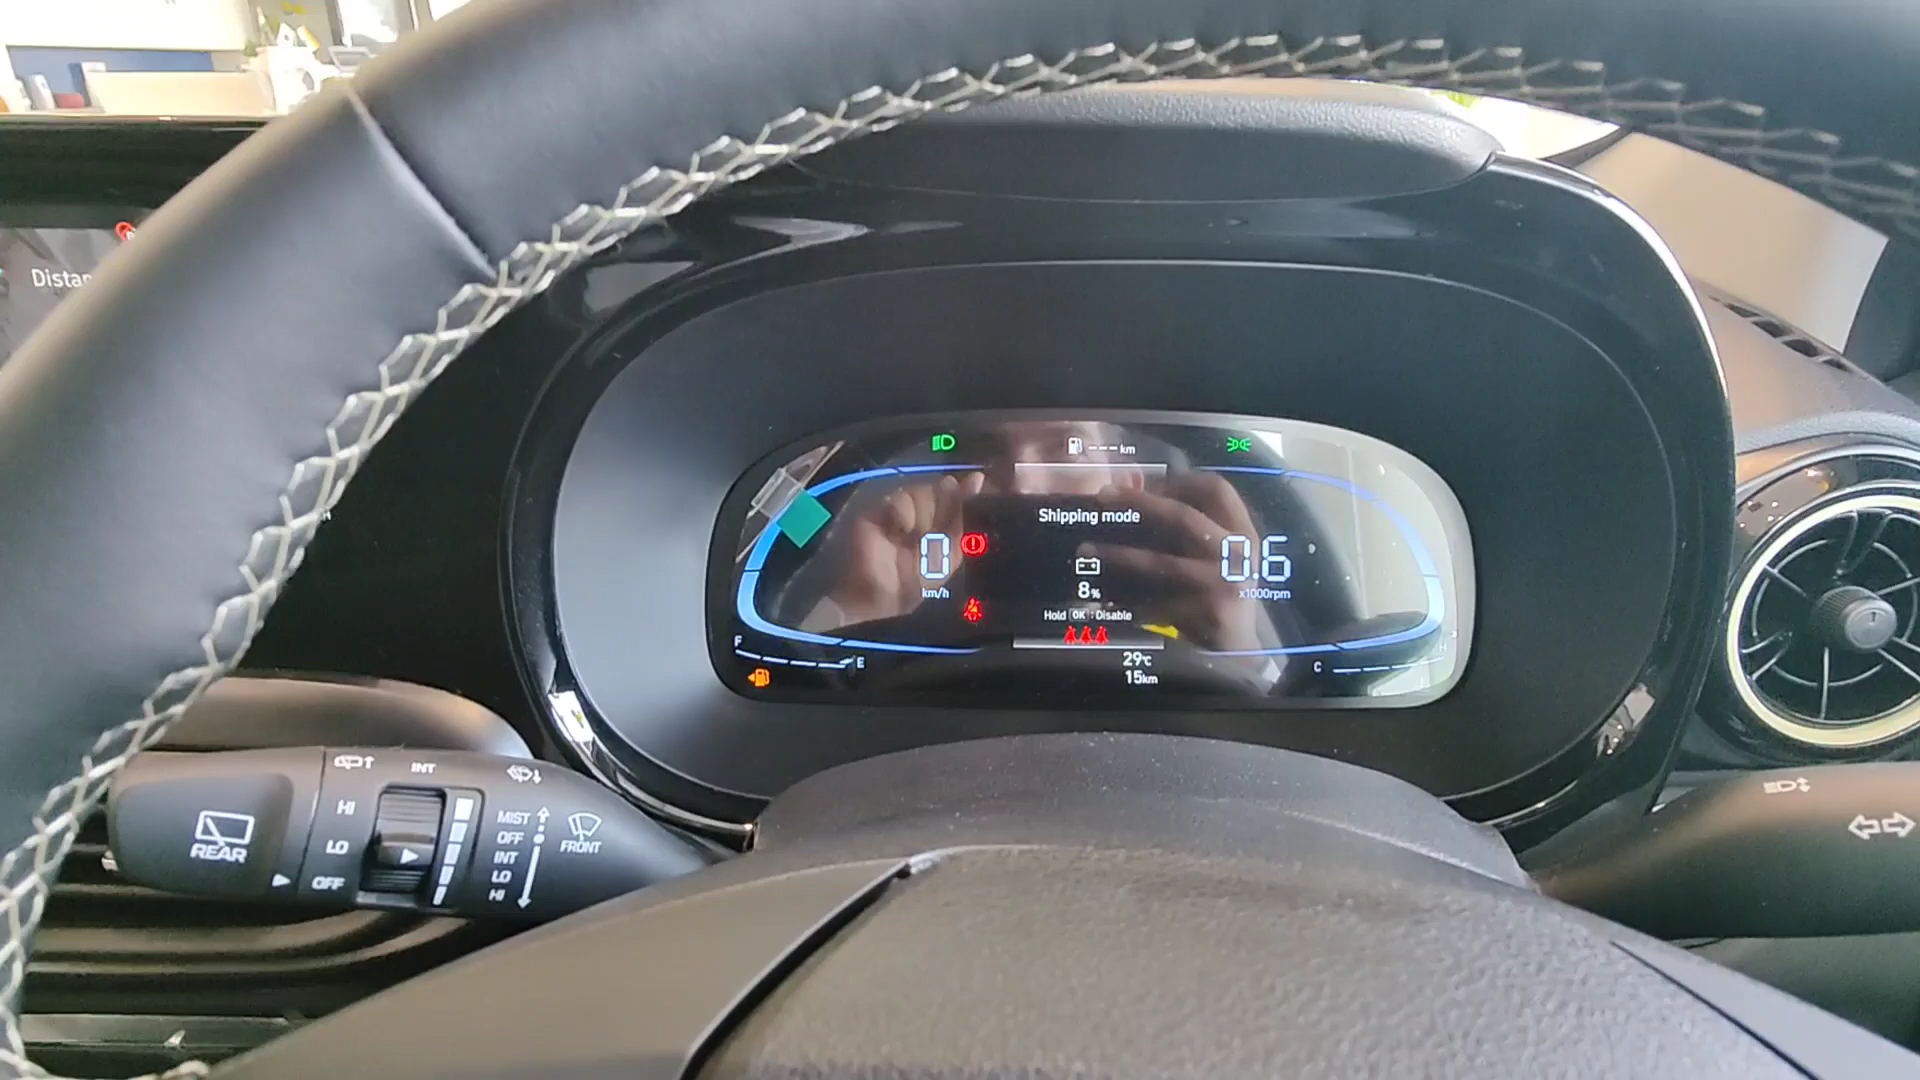 Distan
--- km
Shipping mode
0
km/h
0.6
x1000rpm
8%
Hold OK : Disable
F
E
C
H
29℃
15km
INT
HI
LO
OFF
REAR
MIST
OFF
INT
LO
HI
FRONT